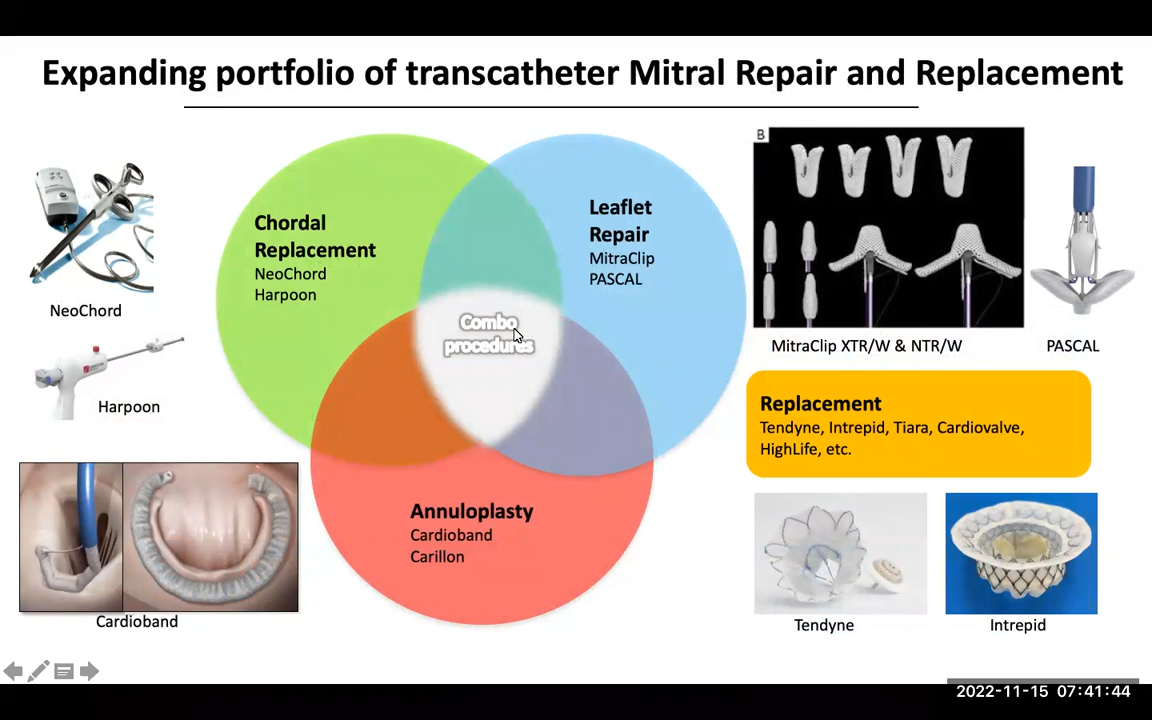 Expanding portfolio of transcatheter Mitral Repair and Replacement
B
Chordal
Replacement
NeoChord
Harpoon
Leaflet
Repair
MitraClip
PASCAL
Combo
procedures
Annuloplasty
Cardioband
Carillon
NeoChord
Harpoon
Cardioband
MitraClip XTR/W & NTR/W
PASCAL
Replacement
Tendyne, Intrepid, Tiara, Cardiovalve,
HighLife, etc.
Tendyne
Intrepid
2022-11-15 07:41:44